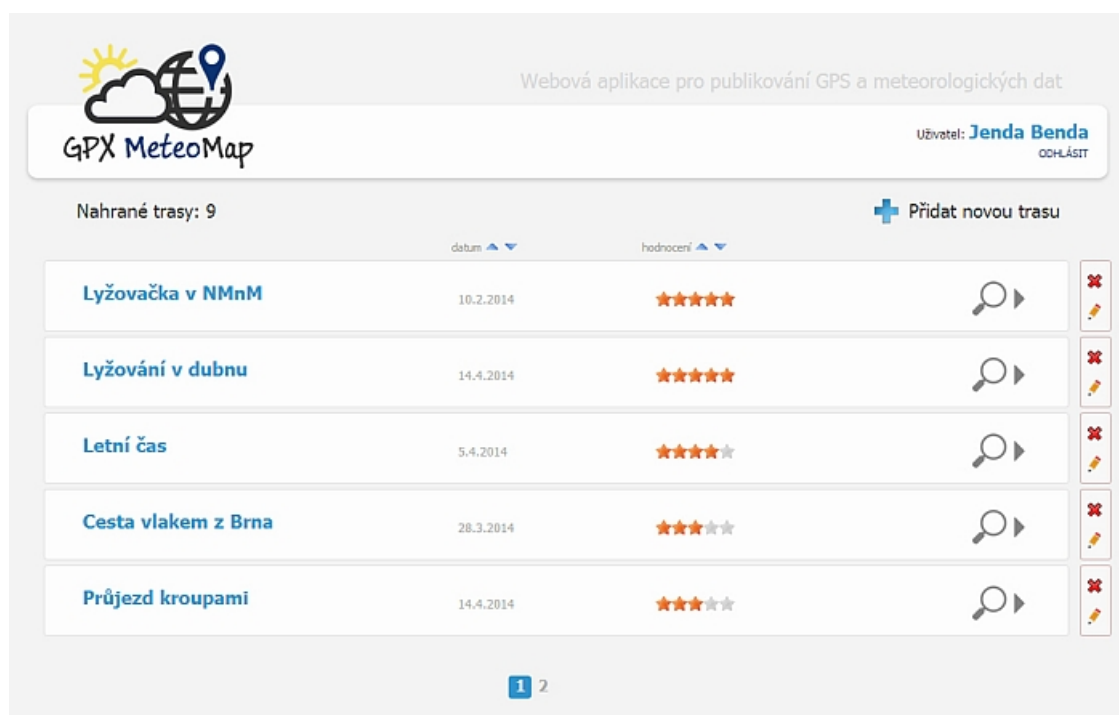 Webová aplikace pro publikování GPS a meteorologických dat
GPX MeteoMap
Uživatel: Jenda Benda
ODHLÁSIT
Nahrané trasy: 9
Přidat novou trasu
datum hodnocení
Lyžovačka v NMnM 10.2.2014
Lyžování v dubnu 14.4.2014
Letní čas 5.4.2014
Cesta vlakem z Brna 28.3.2014
Průjezd kroupami 14.4.2014
1 2